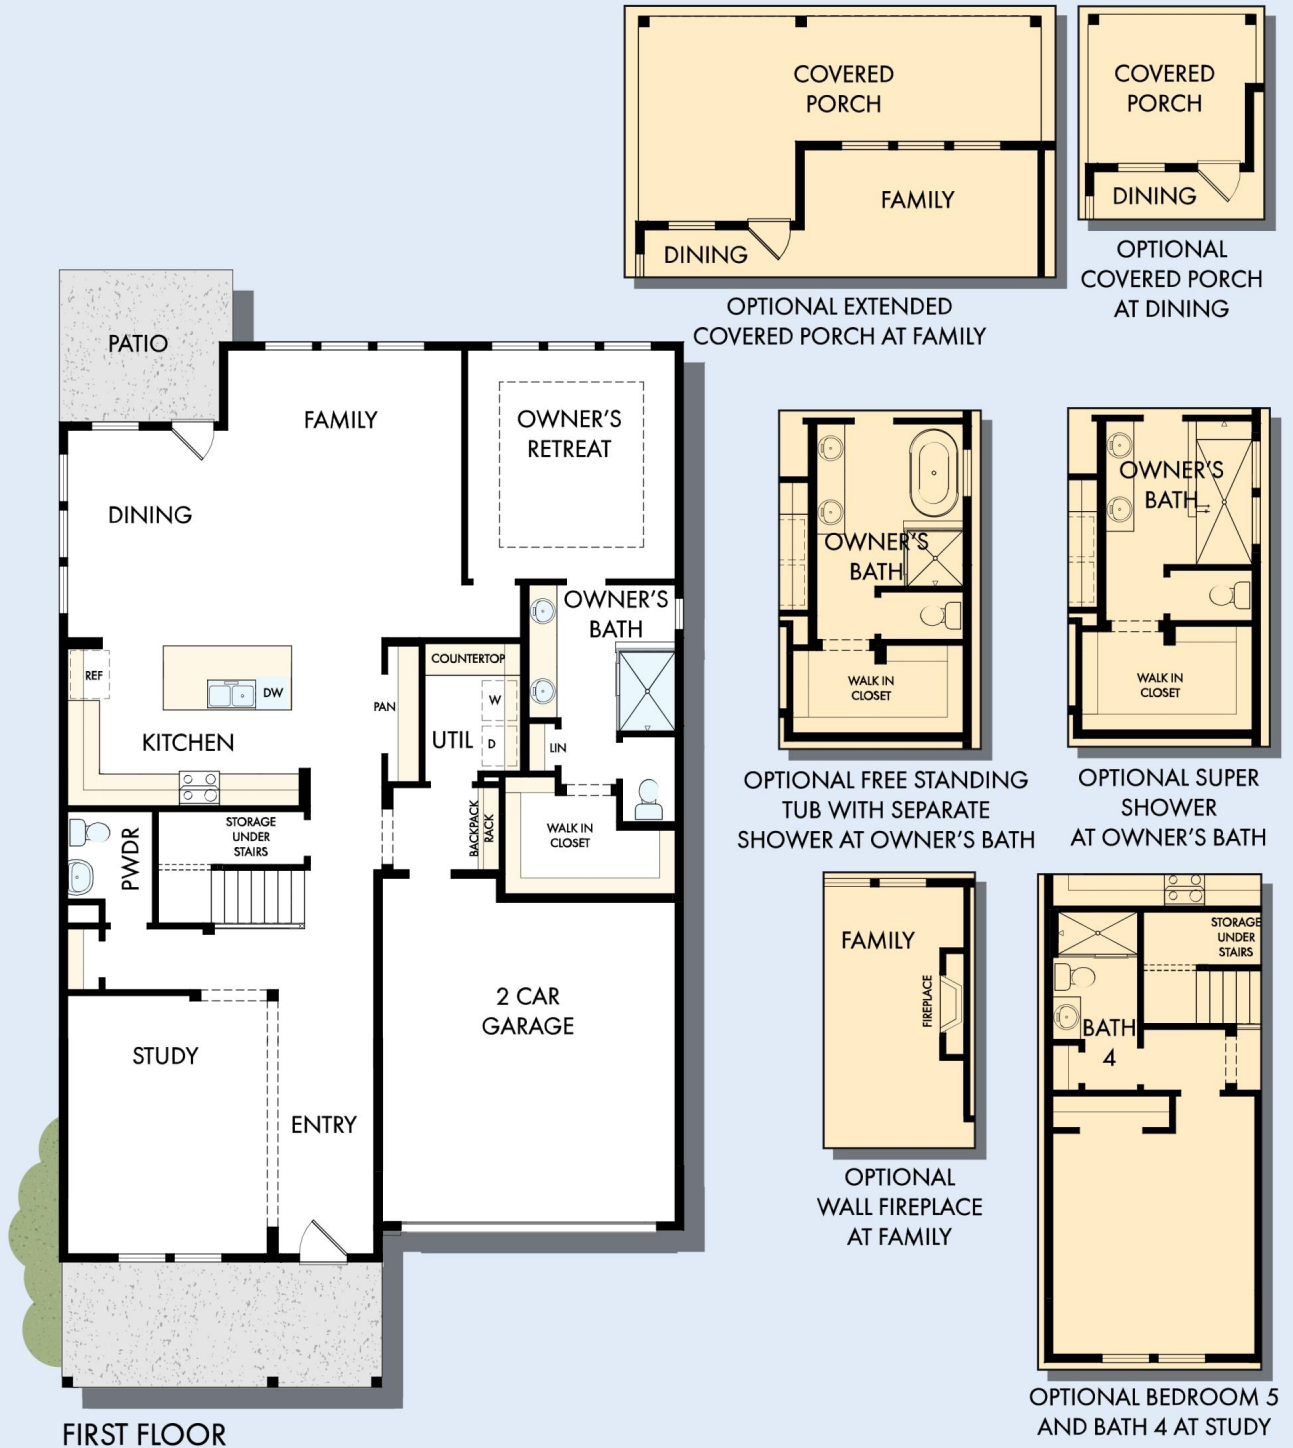 COVERED
PORCH
FAMILY
DINING
OPTIONAL EXTENDED
COVERED PORCH AT FAMILY
COVERED
PORCH
DINING
OPTIONAL
COVERED PORCH
AT DINING
PATIO
FAMILY
OWNER'S
RETREAT
DINING
OWNER'S
BATH
COUNTERTOP
REF
DW
PAN
W
UTIL
D
LIN
KITCHEN
STORAGE
UNDER
STAIRS
PWDR
BACKPACK
RACK
WALK IN
CLOSET
2 CAR
GARAGE
STUDY
ENTRY
FIRST FLOOR
OWNER'S
BATH
WALK IN
CLOSET
OPTIONAL FREE STANDING
TUB WITH SEPARATE
SHOWER AT OWNER'S BATH
OWNER'S
BATH
WALK IN
CLOSET
OPTIONAL SUPER
SHOWER
AT OWNER'S BATH
FAMILY
FIREPLACE
OPTIONAL
WALL FIREPLACE
AT FAMILY
STORAGE
UNDER
STAIRS
BATH
4
OPTIONAL BEDROOM 5
AND BATH 4 AT STUDY